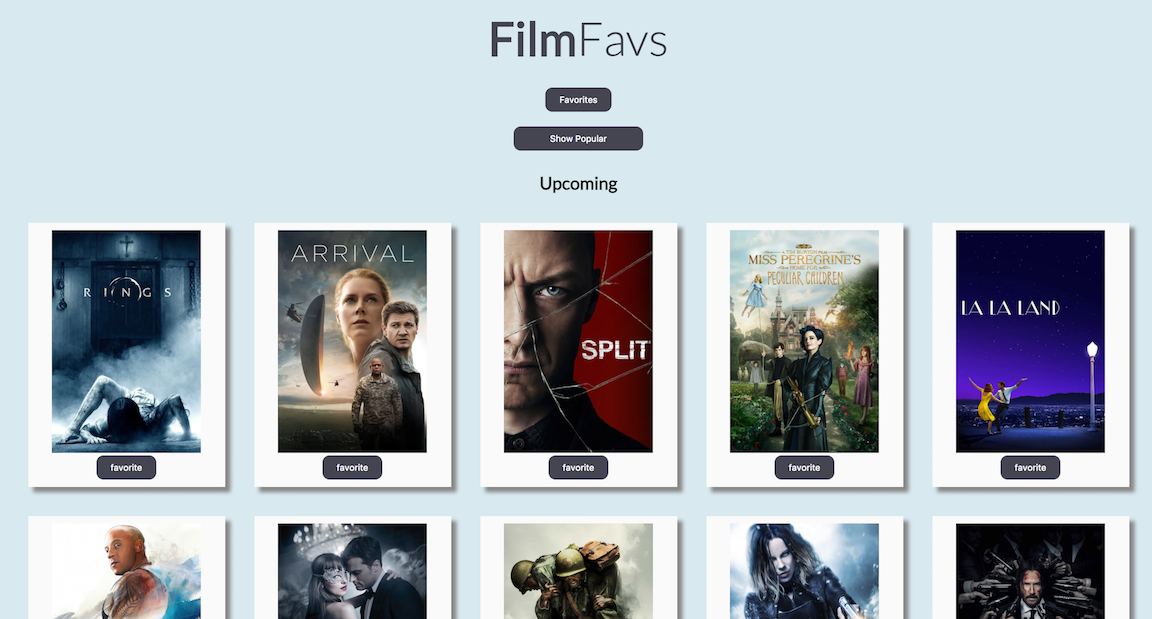 FilmFavs
Favorites
Show Popular
Upcoming
RINGS
ARRIVAL
SPLIT
A TIM BURTON FILM
MISS PEREGRINE'S
HOME FOR
PECULIAR CHILDREN
LA LA LAND
favorite
favorite
favorite
favorite
favorite